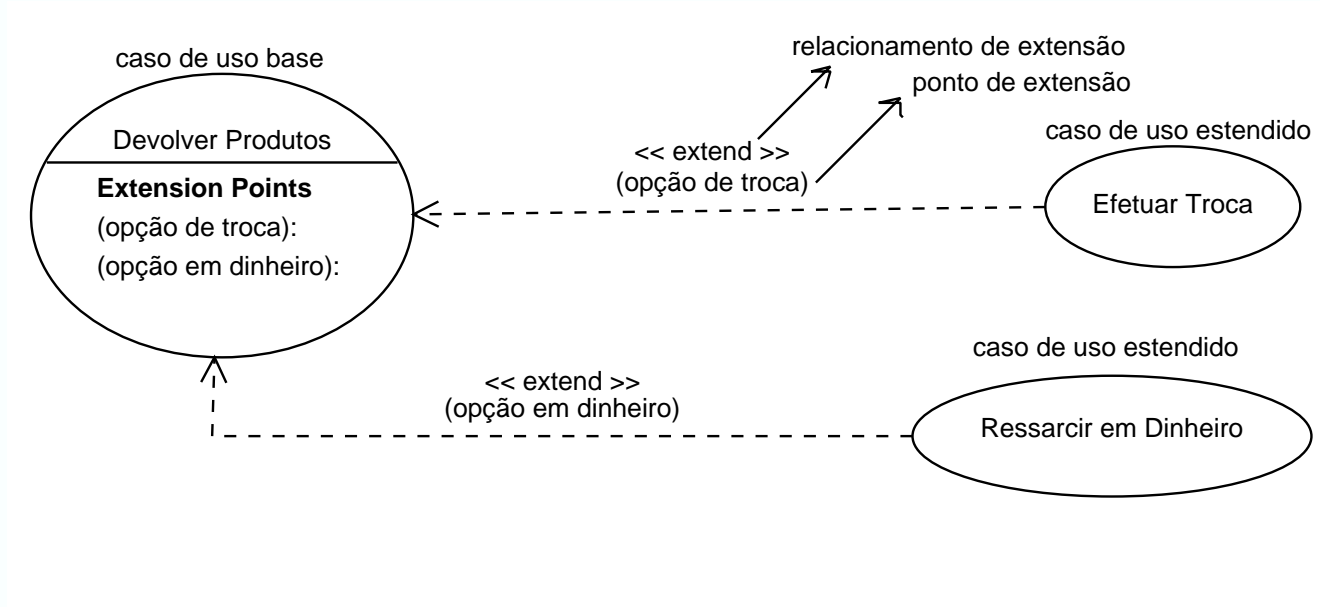 caso de uso base
Devolver Produtos
Extension Points
(opção de troca):
(opção em dinheiro):
relacionamento de extensão
ponto de extensão
<< extend >>
(opção de troca)
caso de uso estendido
Efetuar Troca
<< extend >>
(opção em dinheiro)
caso de uso estendido
Ressarcir em Dinheiro